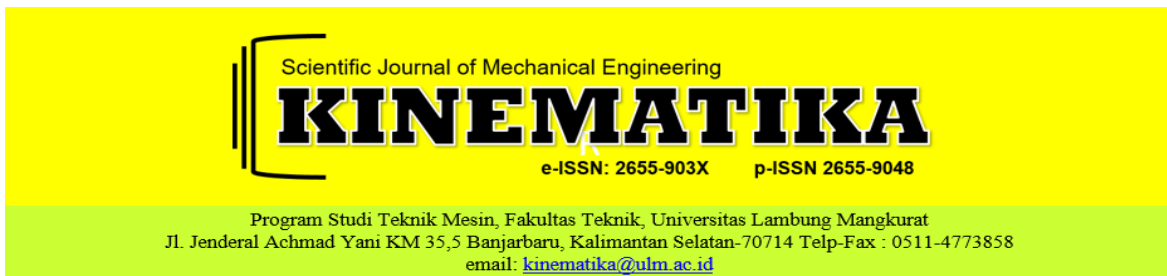 Scientific Journal of Mechanical Engineering
KINEMATIKA
e-ISSN: 2655-903X p-ISSN 2655-9048
Program Studi Teknik Mesin, Fakultas Teknik, Universitas Lambung Mangkurat
Jl. Jenderal Achmad Yani KM 35,5 Banjarbaru, Kalimantan Selatan-70714 Telp-Fax : 0511-4773858
email: kinematika@ulm.ac.id